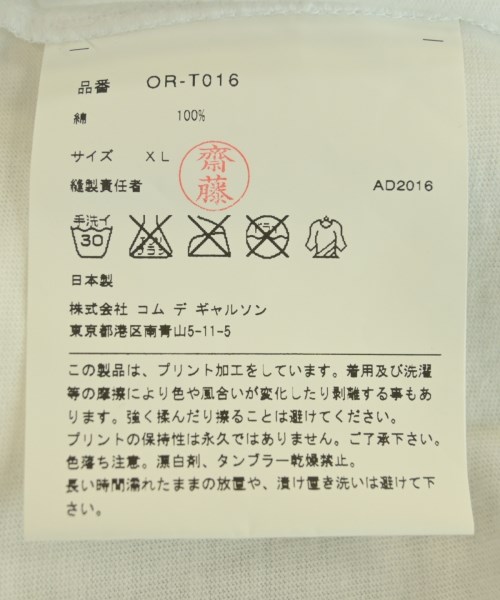 品番 OR-T016
綿 100%
サイズ XL
齋藤
縫製責任者 AD2016
手洗イ
30
エンソ
サラシ
ドライ
日本製
株式会社 コム デ ギャルソン
東京都港区南青山5-11-5
この製品は、プリント加工をしています。着用及び洗濯
等の摩擦により色や風合いが変化したり剥離する事もあ
ります。強く揉んだり擦ることは避けてください。
プリントの保持性は永久ではありません。ご了承下さい。
色落ち注意。漂白剤、タンブラー乾燥禁止。
長い時間濡れたままの放置や、漬け置き洗いは避けて下
さい。